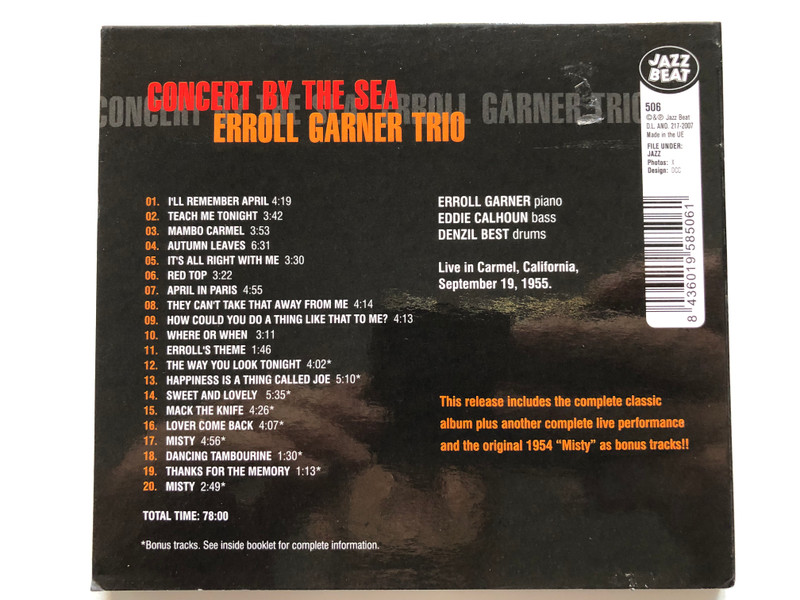 CONCERT BY THE SEA ERROLL GARNER TRIO
CONCERT BY THE SEA
ERROLL GARNER TRIO
01. I'LL REMEMBER APRIL 4:19
02. TEACH ME TONIGHT 3:42
03. MAMBO CARMEL 3:53
04. AUTUMN LEAVES 6:31
05. IT'S ALL RIGHT WITH ME 3:30
06. RED TOP 3:22
07. APRIL IN PARIS 4:55
08. THEY CAN'T TAKE THAT AWAY FROM ME 4:14
09. HOW COULD YOU DO A THING LIKE THAT TO ME? 4:13
10. WHERE OR WHEN 3:11
11. ERROLL'S THEME 1:46
12. THE WAY YOU LOOK TONIGHT 4:02*
13. HAPPINESS IS A THING CALLED JOE 5:10*
14. SWEET AND LOVELY 5:35*
15. MACK THE KNIFE 4:26*
16. LOVER COME BACK 4:07*
17. MISTY 4:56*
18. DANCING TAMBOURINE 1:30*
19. THANKS FOR THE MEMORY 1:13*
20. MISTY 2:49*
TOTAL TIME: 78:00
*Bonus tracks. See inside booklet for complete information.
ERROLL GARNER piano
EDDIE CALHOUN bass
DENZIL BEST drums
Live in Carmel, California,
September 19, 1955.
This release includes the complete classic
album plus another complete live performance
and the original 1954 “Misty” as bonus tracks!!
JAZZ
BEAT
506
©&℗ Jazz Beat
D.L. AND. 217-2007
Made in the UE
FILE UNDER:
JAZZ
Photos:
Design:
8 436019 585061